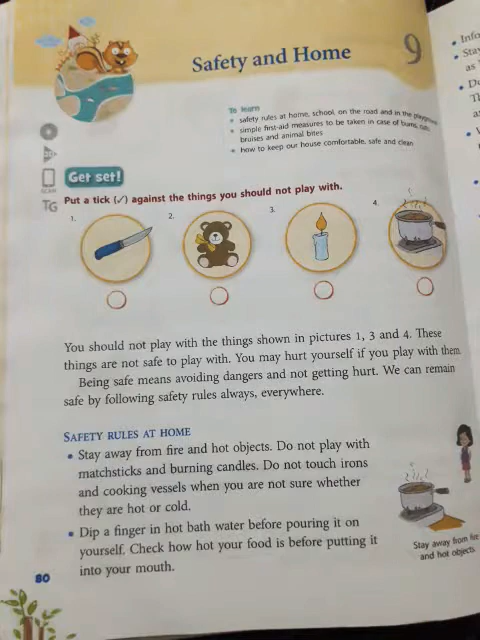 Safety and Home
9
To learn
• safety rules at home, school, on the road and in the playground
• simple first-aid measures to be taken in case of burns, cuts,
bruises and animal bites
• how to keep our house comfortable, safe and clean
Get set!
SCAN
TG
Put a tick (✓) against the things you should not play with.
1.
2.
3.
4.
You should not play with the things shown in pictures 1, 3 and 4. These
things are not safe to play with. You may hurt yourself if you play with them.
Being safe means avoiding dangers and not getting hurt. We can remain
safe by following safety rules always, everywhere.
SAFETY RULES AT HOME
• Stay away from fire and hot objects. Do not play with
matchsticks and burning candles. Do not touch irons
and cooking vessels when you are not sure whether
they are hot or cold.
• Dip a finger in hot bath water before pouring it on
yourself. Check how hot your food is before putting it
into your mouth.
Stay away from fire
and hot objects.
80
• Info
• Stay
as
• Do
Th